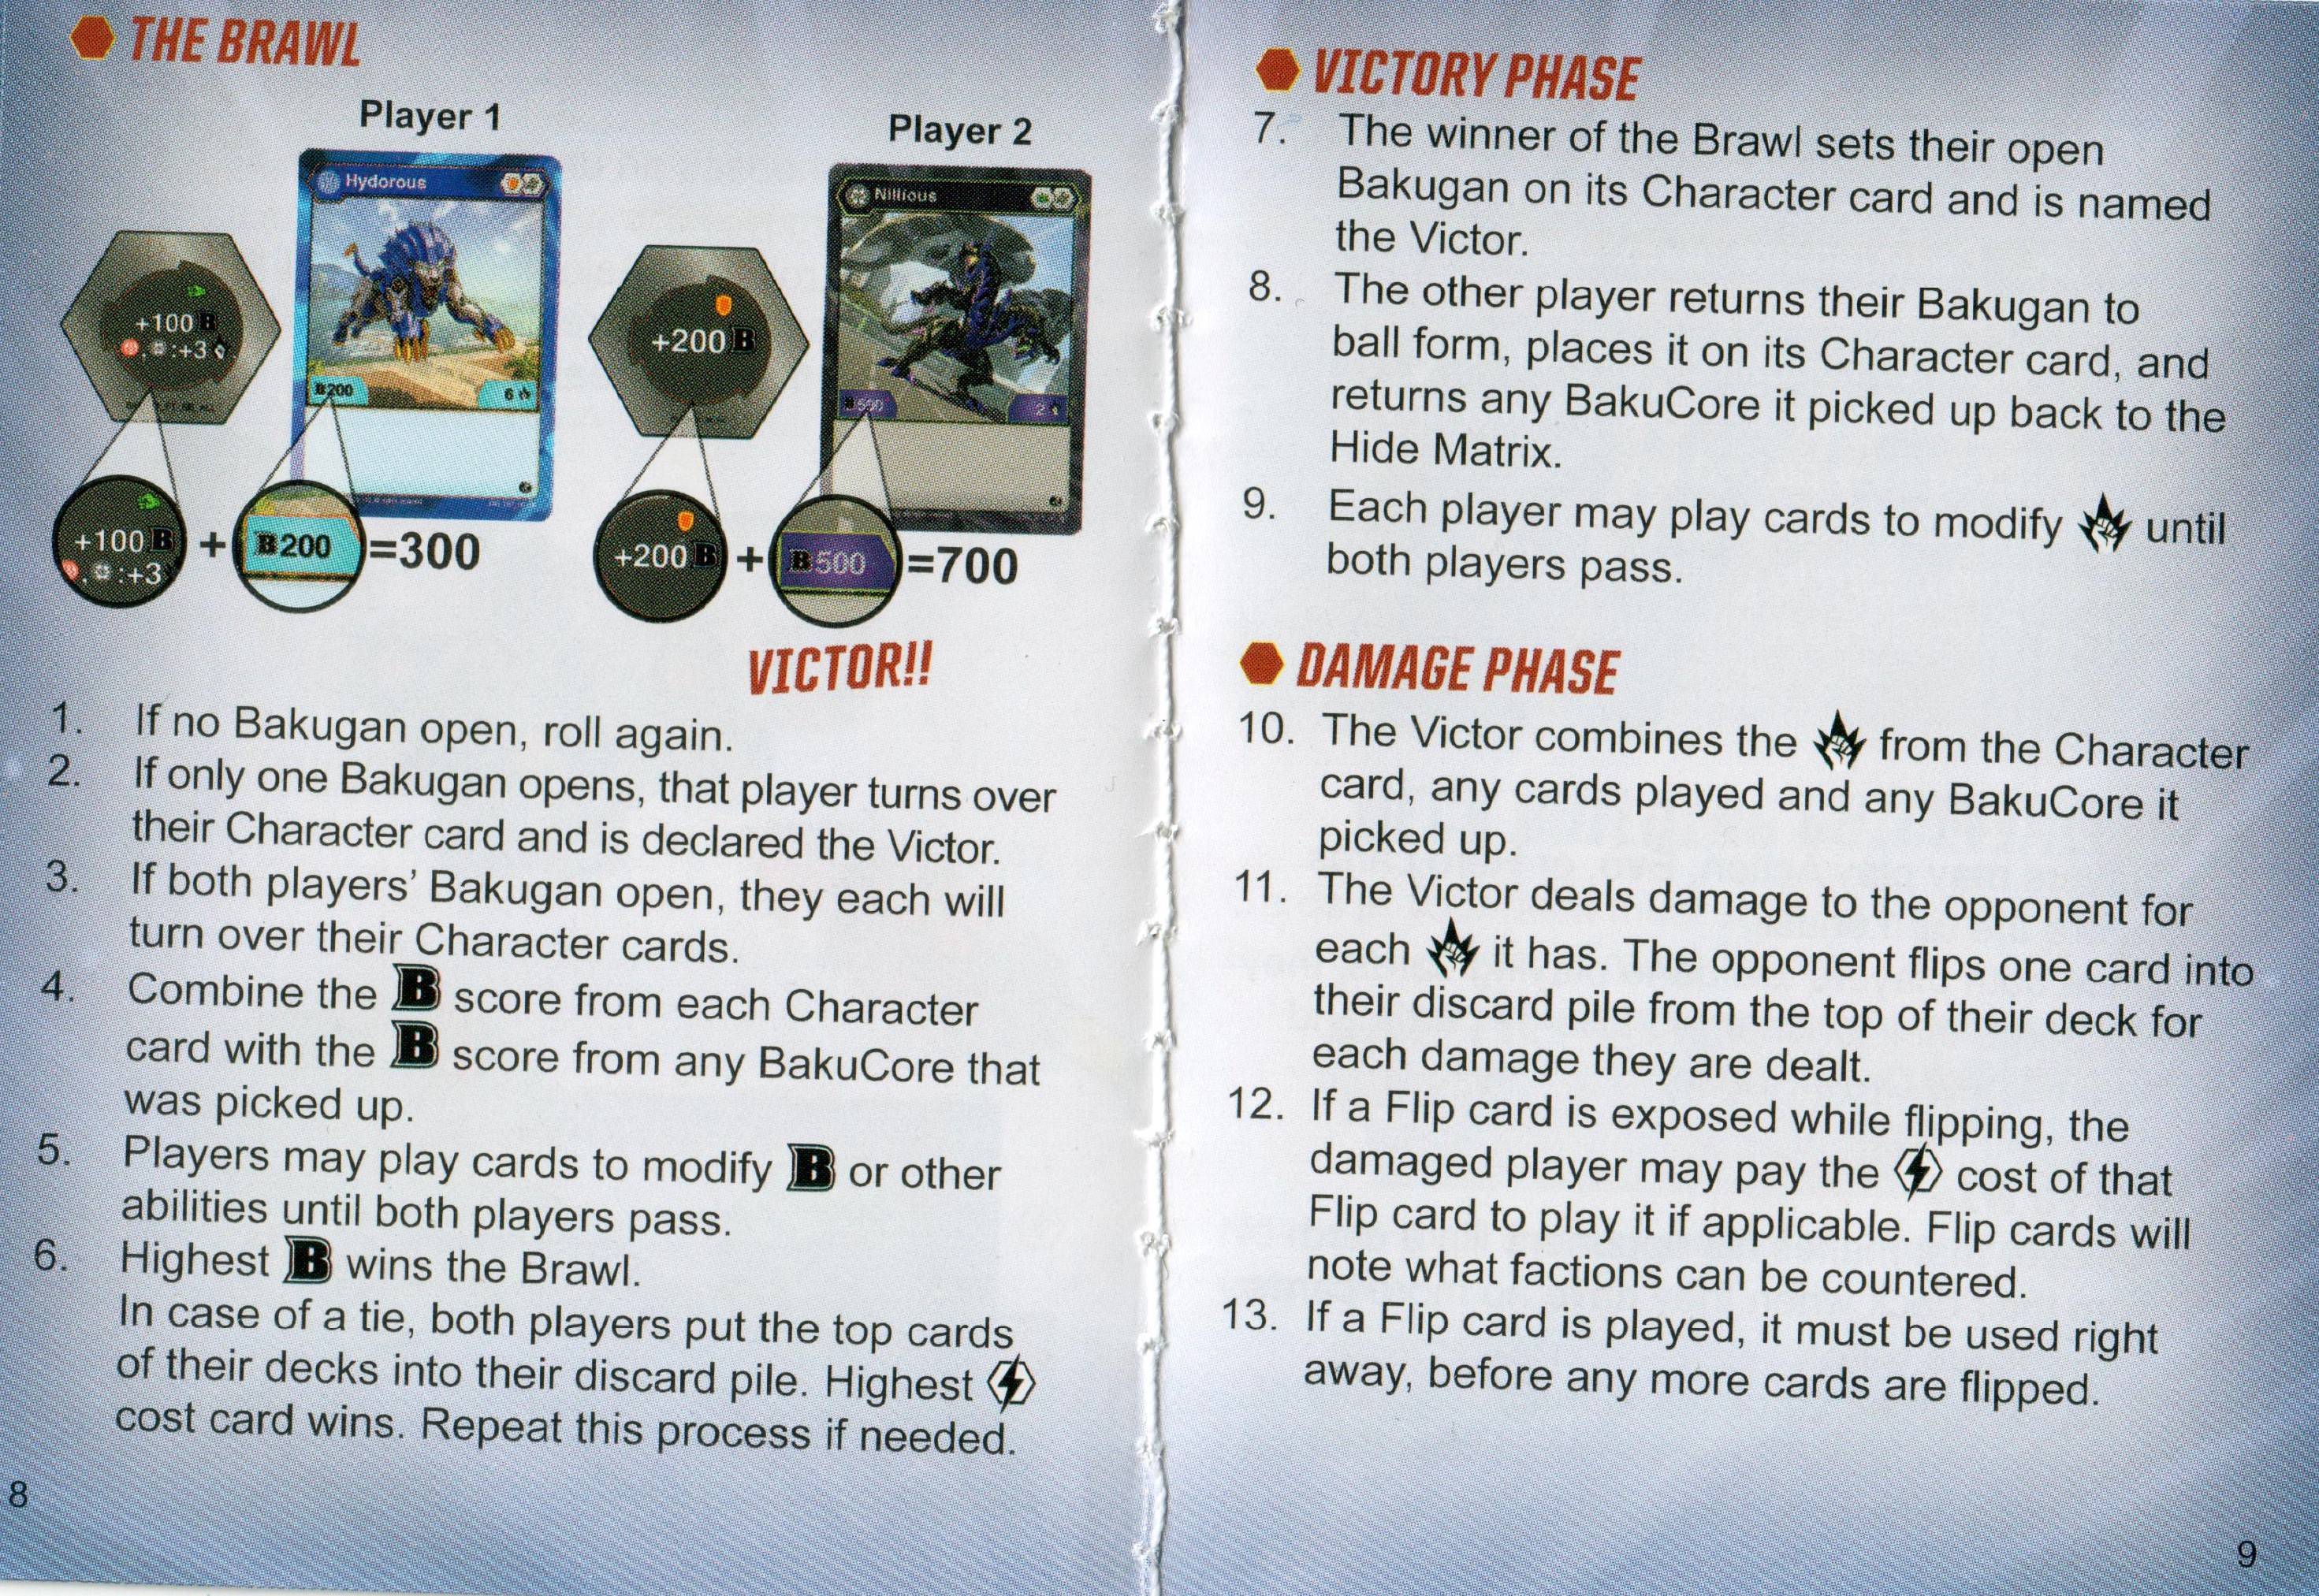 THE BRAWL
Player 1
Player 2
Hydorous
Nillious
+100 B
:+3
+200 B
B200
6
B500
2
+100 B
:+3
+
B200
=300
+200 B
+
B500
=700
VICTOR!!
1. If no Bakugan open, roll again.
2. If only one Bakugan opens, that player turns over
their Character card and is declared the Victor.
3. If both players' Bakugan open, they each will
turn over their Character cards.
4. Combine the B score from each Character
card with the B score from any BakuCore that
was picked up.
5. Players may play cards to modify B or other
abilities until both players pass.
6. Highest B wins the Brawl.
In case of a tie, both players put the top cards
of their decks into their discard pile. Highest
cost card wins. Repeat this process if needed.
8
VICTORY PHASE
7. The winner of the Brawl sets their open
Bakugan on its Character card and is named
the Victor.
8. The other player returns their Bakugan to
ball form, places it on its Character card, and
returns any BakuCore it picked up back to the
Hide Matrix.
9. Each player may play cards to modify until
both players pass.
DAMAGE PHASE
10. The Victor combines the from the Character
card, any cards played and any BakuCore it
picked up.
11. The Victor deals damage to the opponent for
each it has. The opponent flips one card into
their discard pile from the top of their deck for
each damage they are dealt.
12. If a Flip card is exposed while flipping, the
damaged player may pay the cost of that
Flip card to play it if applicable. Flip cards will
note what factions can be countered.
13. If a Flip card is played, it must be used right
away, before any more cards are flipped.
9